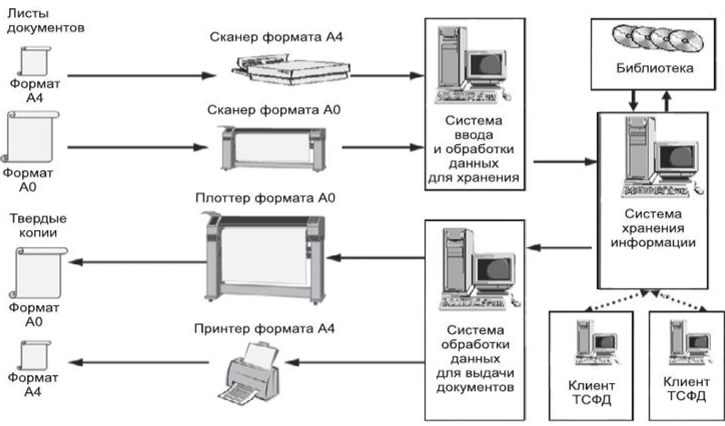 Листы
документов
Формат
А4
Сканер формата А4
Формат
А0
Сканер формата А0
Система
ввода
и обработки
данных
для хранения
Библиотека
Система
хранения
информации
Твердые
копии
Формат
А0
Плоттер формата А0
Формат
А4
Принтер формата А4
Система
обработки
данных
для выдачи
документов
Клиент
ТСФД
Клиент
ТСФД